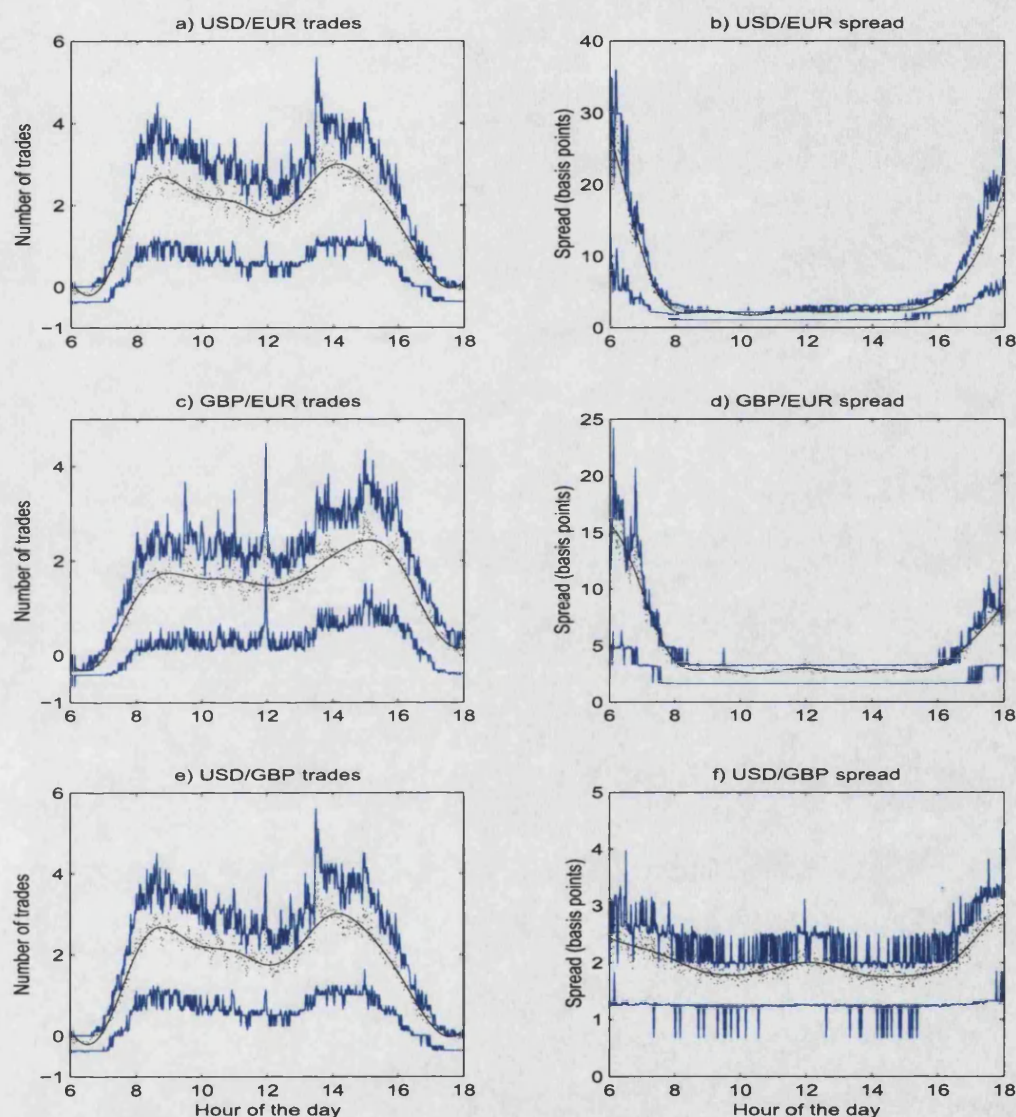 a) USD/EUR trades
Number of trades
6
4
2
0
−1
6 8 10 12 14 16 18
b) USD/EUR spread
Spread (basis points)
40
30
20
10
0
6 8 10 12 14 16 18
c) GBP/EUR trades
Number of trades
4
2
0
−1
6 8 10 12 14 16 18
d) GBP/EUR spread
Spread (basis points)
25
20
15
10
5
0
6 8 10 12 14 16 18
e) USD/GBP trades
Number of trades
6
4
2
0
−1
6 8 10 12 14 16 18
Hour of the day
f) USD/GBP spread
Spread (basis points)
5
4
3
2
1
0
6 8 10 12 14 16 18
Hour of the day